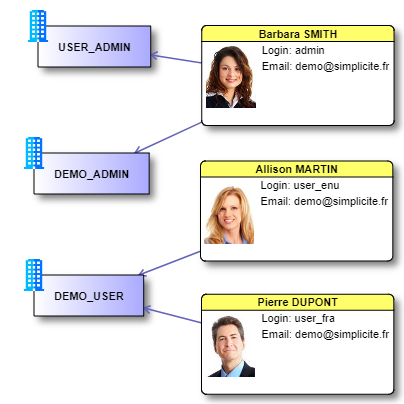 USER_ADMIN
Barbara SMITH
Login: admin
Email: demo@simplicite.fr
DEMO_ADMIN
Allison MARTIN
Login: user_enu
Email: demo@simplicite.fr
DEMO_USER
Pierre DUPONT
Login: user_fra
Email: demo@simplicite.fr